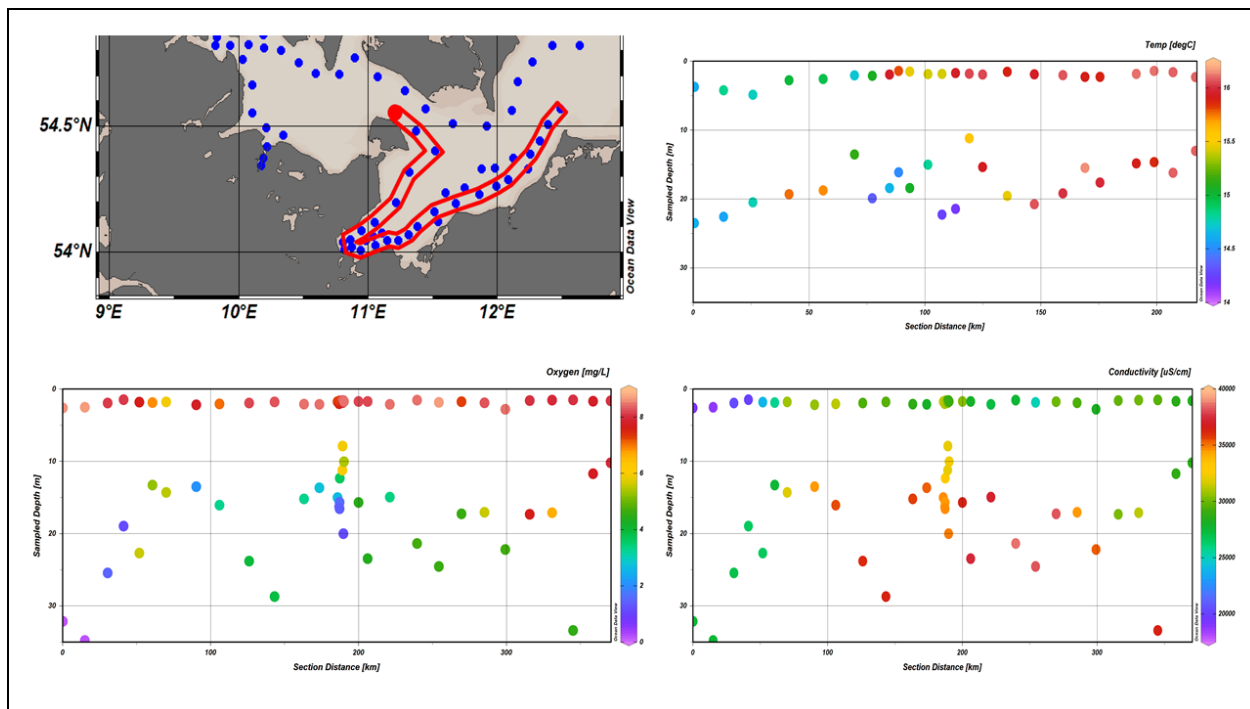 54.5°N
54°N
9°E 10°E 11°E 12°E
Ocean Data View
Temp [degC]
0
10
20
30
Sampled Depth [m]
0 50 100 150 200
Section Distance [km]
16
15.5
15
14.5
14
Ocean Data View
Oxygen [mg/L]
0
10
20
30
Sampled Depth [m]
0 100 200 300
Section Distance [km]
8
6
4
2
0
Ocean Data View
Conductivity [uS/cm]
0
10
20
30
Sampled Depth [m]
0 100 200 300
Section Distance [km]
40000
35000
30000
25000
20000
Ocean Data View